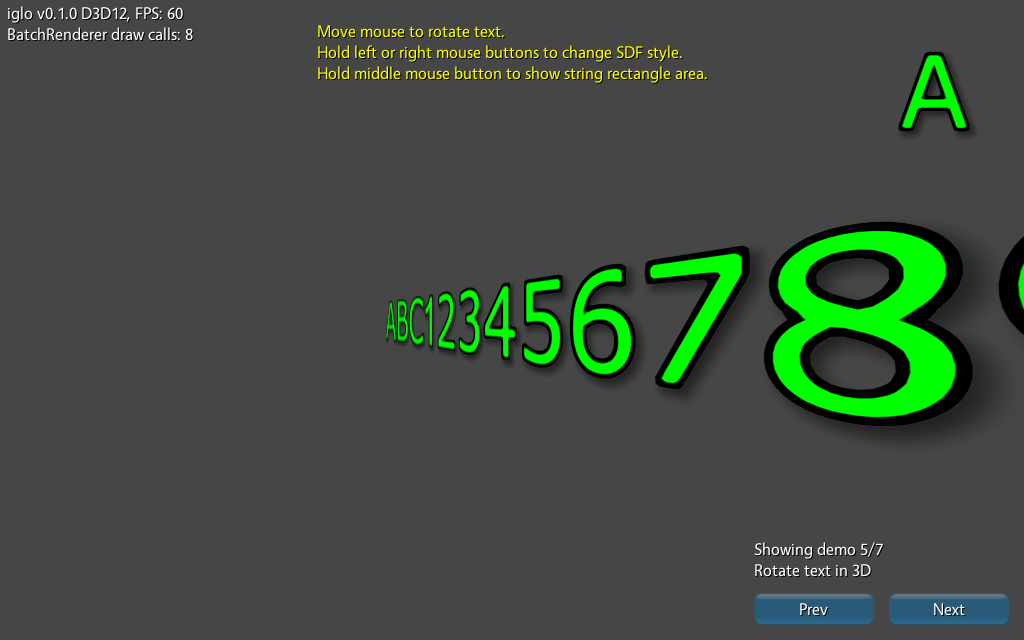 iglo v0.1.0 D3D12, FPS: 60
BatchRenderer draw calls: 8
Move mouse to rotate text.
Hold left or right mouse buttons to change SDF style.
Hold middle mouse button to show string rectangle area.
A
ABC12345678
Showing demo 5/7
Rotate text in 3D
Prev
Next